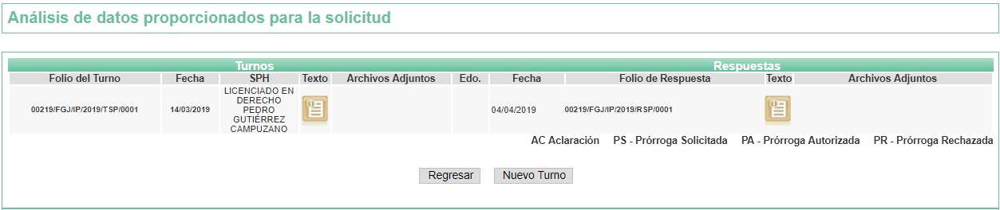 Análisis de datos proporcionados para la solicitud
Turnos Respuestas
Folio del Turno Fecha SPH Texto Archivos Adjuntos Edo. Fecha Folio de Respuesta Texto Archivos Adjuntos
00219/FGJ/IP/2019/TSP/0001 14/03/2019 LICENCIADO EN
DERECHO
PEDRO
GUTIÉRREZ
CAMPUZANO
04/04/2019 00219/FGJ/IP/2019/RSP/0001
AC Aclaración PS - Prórroga Solicitada PA - Prórroga Autorizada PR - Prórroga Rechazada
Regresar Nuevo Turno